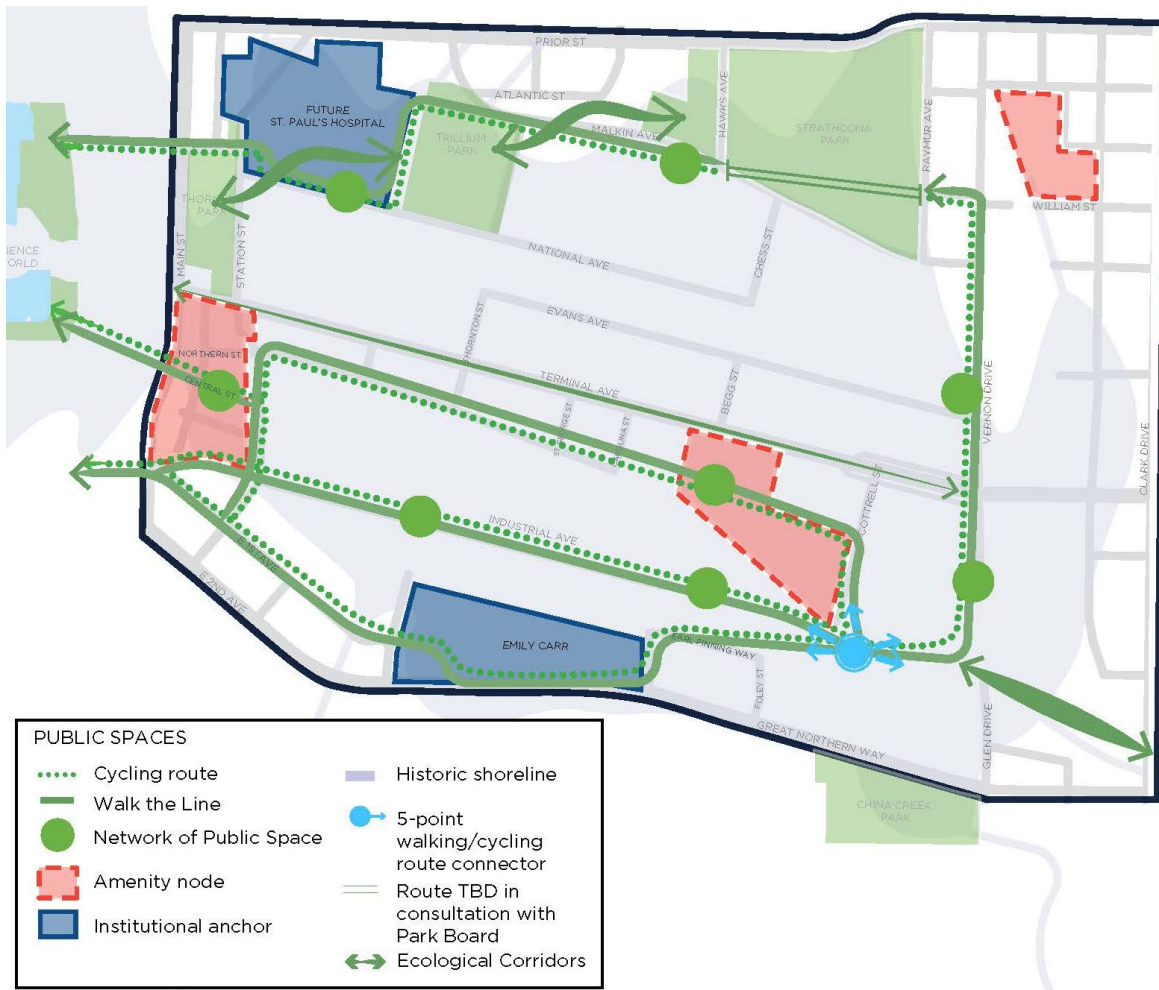 PRIOR ST
ATLANTIC ST
FUTURE
ST. PAUL'S HOSPITAL
TRILLIUM
PARK
MALKIN AVE
HAWKS AVE
STRATHCONA
PARK
RAYMUR AVE
WILLIAM ST
PARK
MAIN ST
STATION ST
NATIONAL AVE
CHESS ST
EVANS AVE
TERMINAL AVE
BEGG ST
NORTHERN ST
CENTRAL ST
VERNON DRIVE
CLARK DRIVE
COTTRELL ST
INDUSTRIAL AVE
E 1ST AVE
E 2ND AVE
EMILY CARR
FOLEY ST
GREAT NORTHERN WAY
GLEN DRIVE
CHINA CREEK
PARK
PUBLIC SPACES
Cycling route
Walk the Line
Network of Public Space
Amenity node
Institutional anchor
Historic shoreline
5-point
walking/cycling
route connector
Route TBD in
consultation with
Park Board
Ecological Corridors